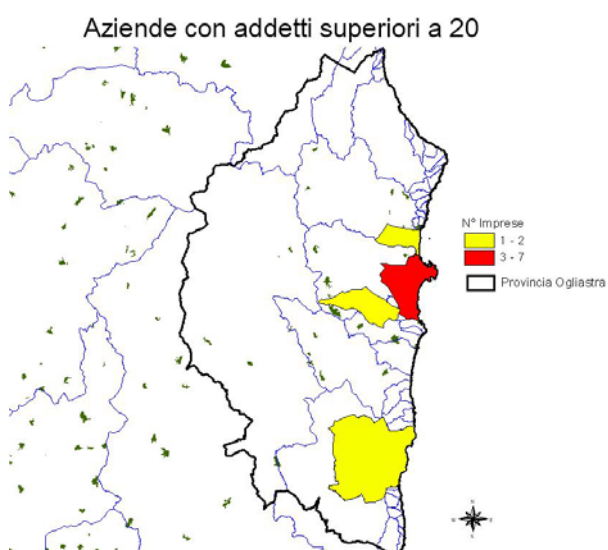 Aziende con addetti superiori a 20
N° Imprese
1 - 2
3 - 7
Provincia Ogliastra